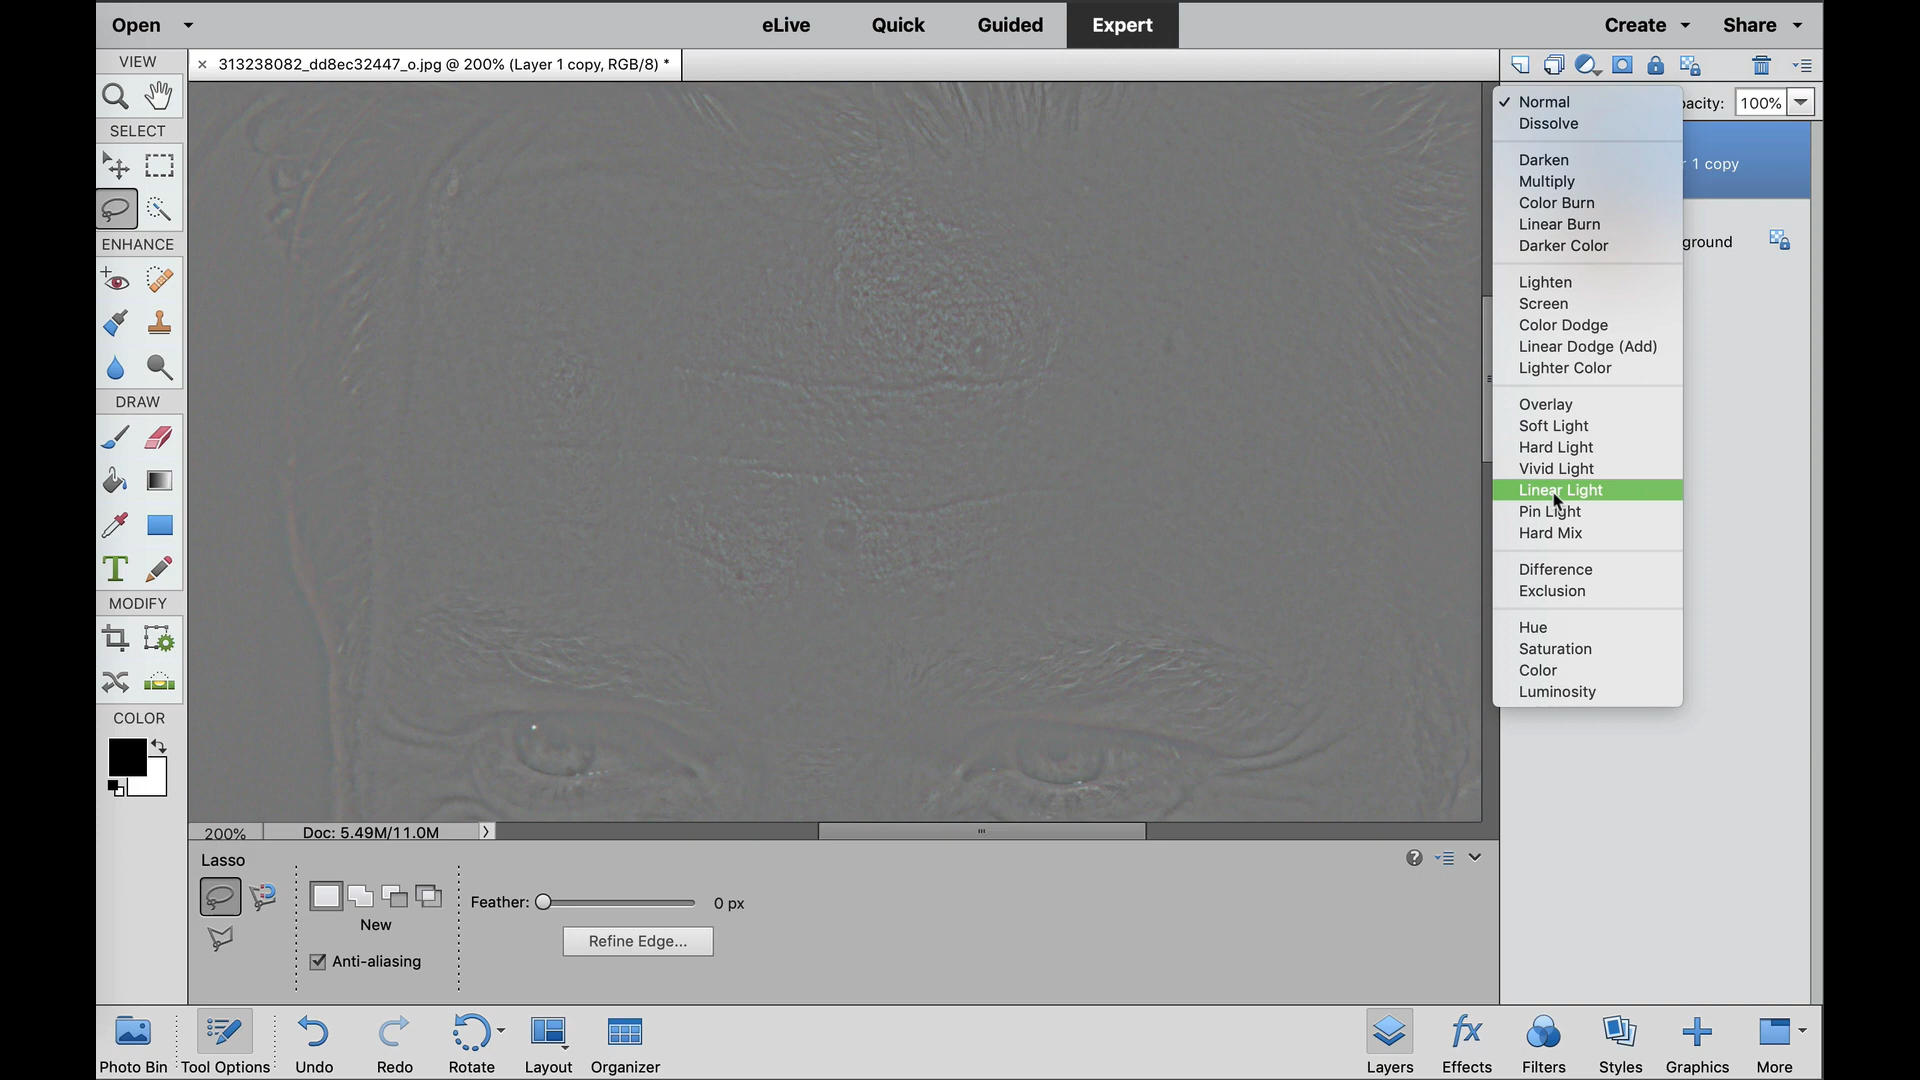 Open
eLive
Quick
Guided
Expert
Create
Share
VIEW
× 313238082_dd8ec32447_o.jpg @ 200% (Layer 1 copy, RGB/8) *
SELECT
ENHANCE
DRAW
T
MODIFY
COLOR
✓ Normal
Dissolve
Darken
Multiply
Color Burn
Linear Burn
Darker Color
Lighten
Screen
Color Dodge
Linear Dodge (Add)
Lighter Color
Overlay
Soft Light
Hard Light
Vivid Light
Linear Light
Pin Light
Hard Mix
Difference
Exclusion
Hue
Saturation
Color
Luminosity
pacity: 100%
r 1 copy
ground
200%
Doc: 5.49M/11.0M
Lasso
New
Anti-aliasing
Feather: 0 px
Refine Edge...
Photo Bin
Tool Options
Undo
Redo
Rotate
Layout
Organizer
Layers
fx
Effects
Filters
Styles
Graphics
More